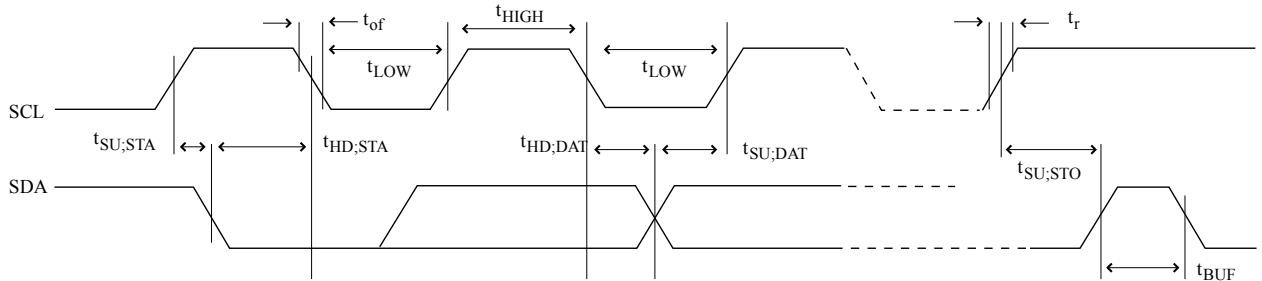 t_of
t_HIGH
t_r
t_LOW
t_LOW
SCL
t_SU;STA
t_HD;STA
t_HD;DAT
t_SU;DAT
t_SU;STO
SDA
t_BUF